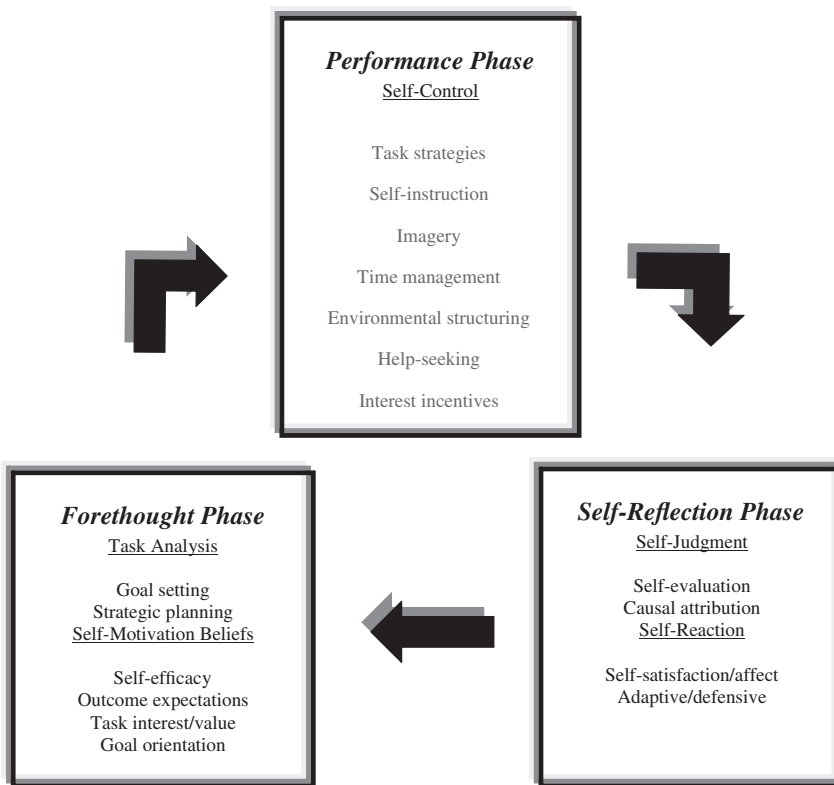 Performance Phase
Self-Control
Task strategies
Self-instruction
Imagery
Time management
Environmental structuring
Help-seeking
Interest incentives
Forethought Phase
Task Analysis
Goal setting
Strategic planning
Self-Motivation Beliefs
Self-efficacy
Outcome expectations
Task interest/value
Goal orientation
Self-Reflection Phase
Self-Judgment
Self-evaluation
Causal attribution
Self-Reaction
Self-satisfaction/affect
Adaptive/defensive